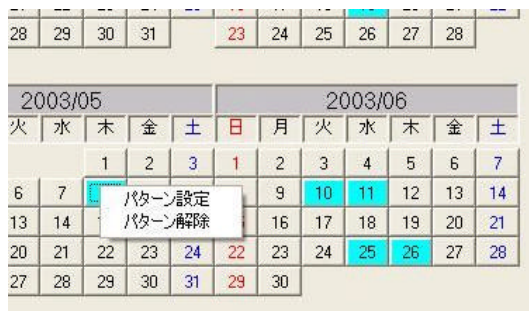 28 29 30 31 23 24 25 26 27 28
2003/05 2003/06
火 水 木 金 土 日 月 火 水 木 金 土
1 2 3 1 2 3 4 5 6 7
6 7 パターン設定 9 10 11 12 13 14
13 14 パターン解除 16 17 18 19 20 21
20 21 22 23 24 22 23 24 25 26 27 28
27 28 29 30 31 29 30